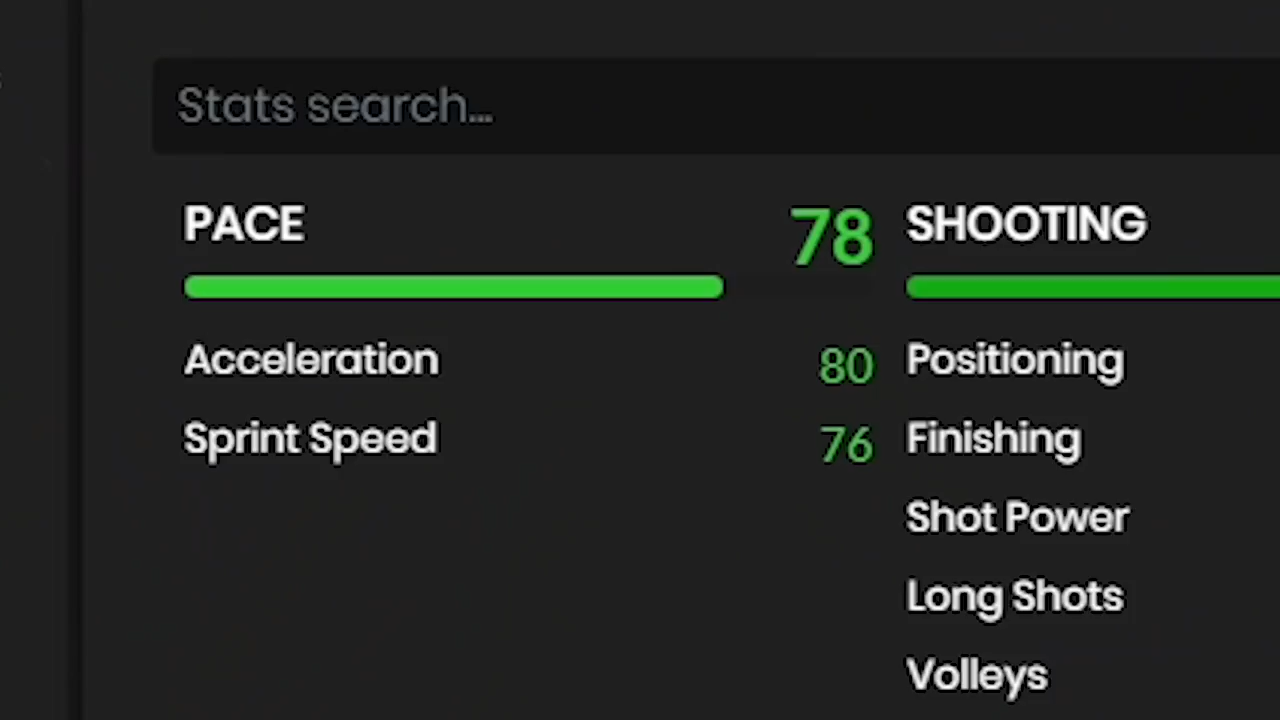 Stats search...
PACE 78 SHOOTING
Acceleration 80 Positioning
Sprint Speed 76 Finishing
Shot Power
Long Shots
Volleys